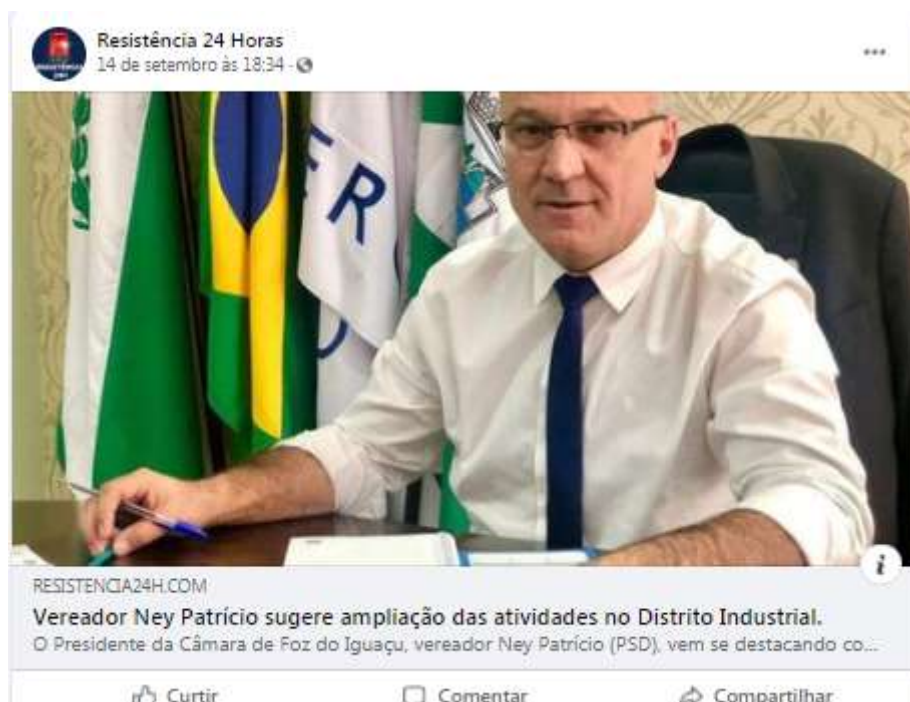 Resistência 24 Horas
14 de setembro às 18:34 ·
ER
RESISTENCIA24H.COM
Vereador Ney Patrício sugere ampliação das atividades no Distrito Industrial.
O Presidente da Câmara de Foz do Iguaçu, vereador Ney Patrício (PSD), vem se destacando co...
Curtir
Comentar
Compartilhar